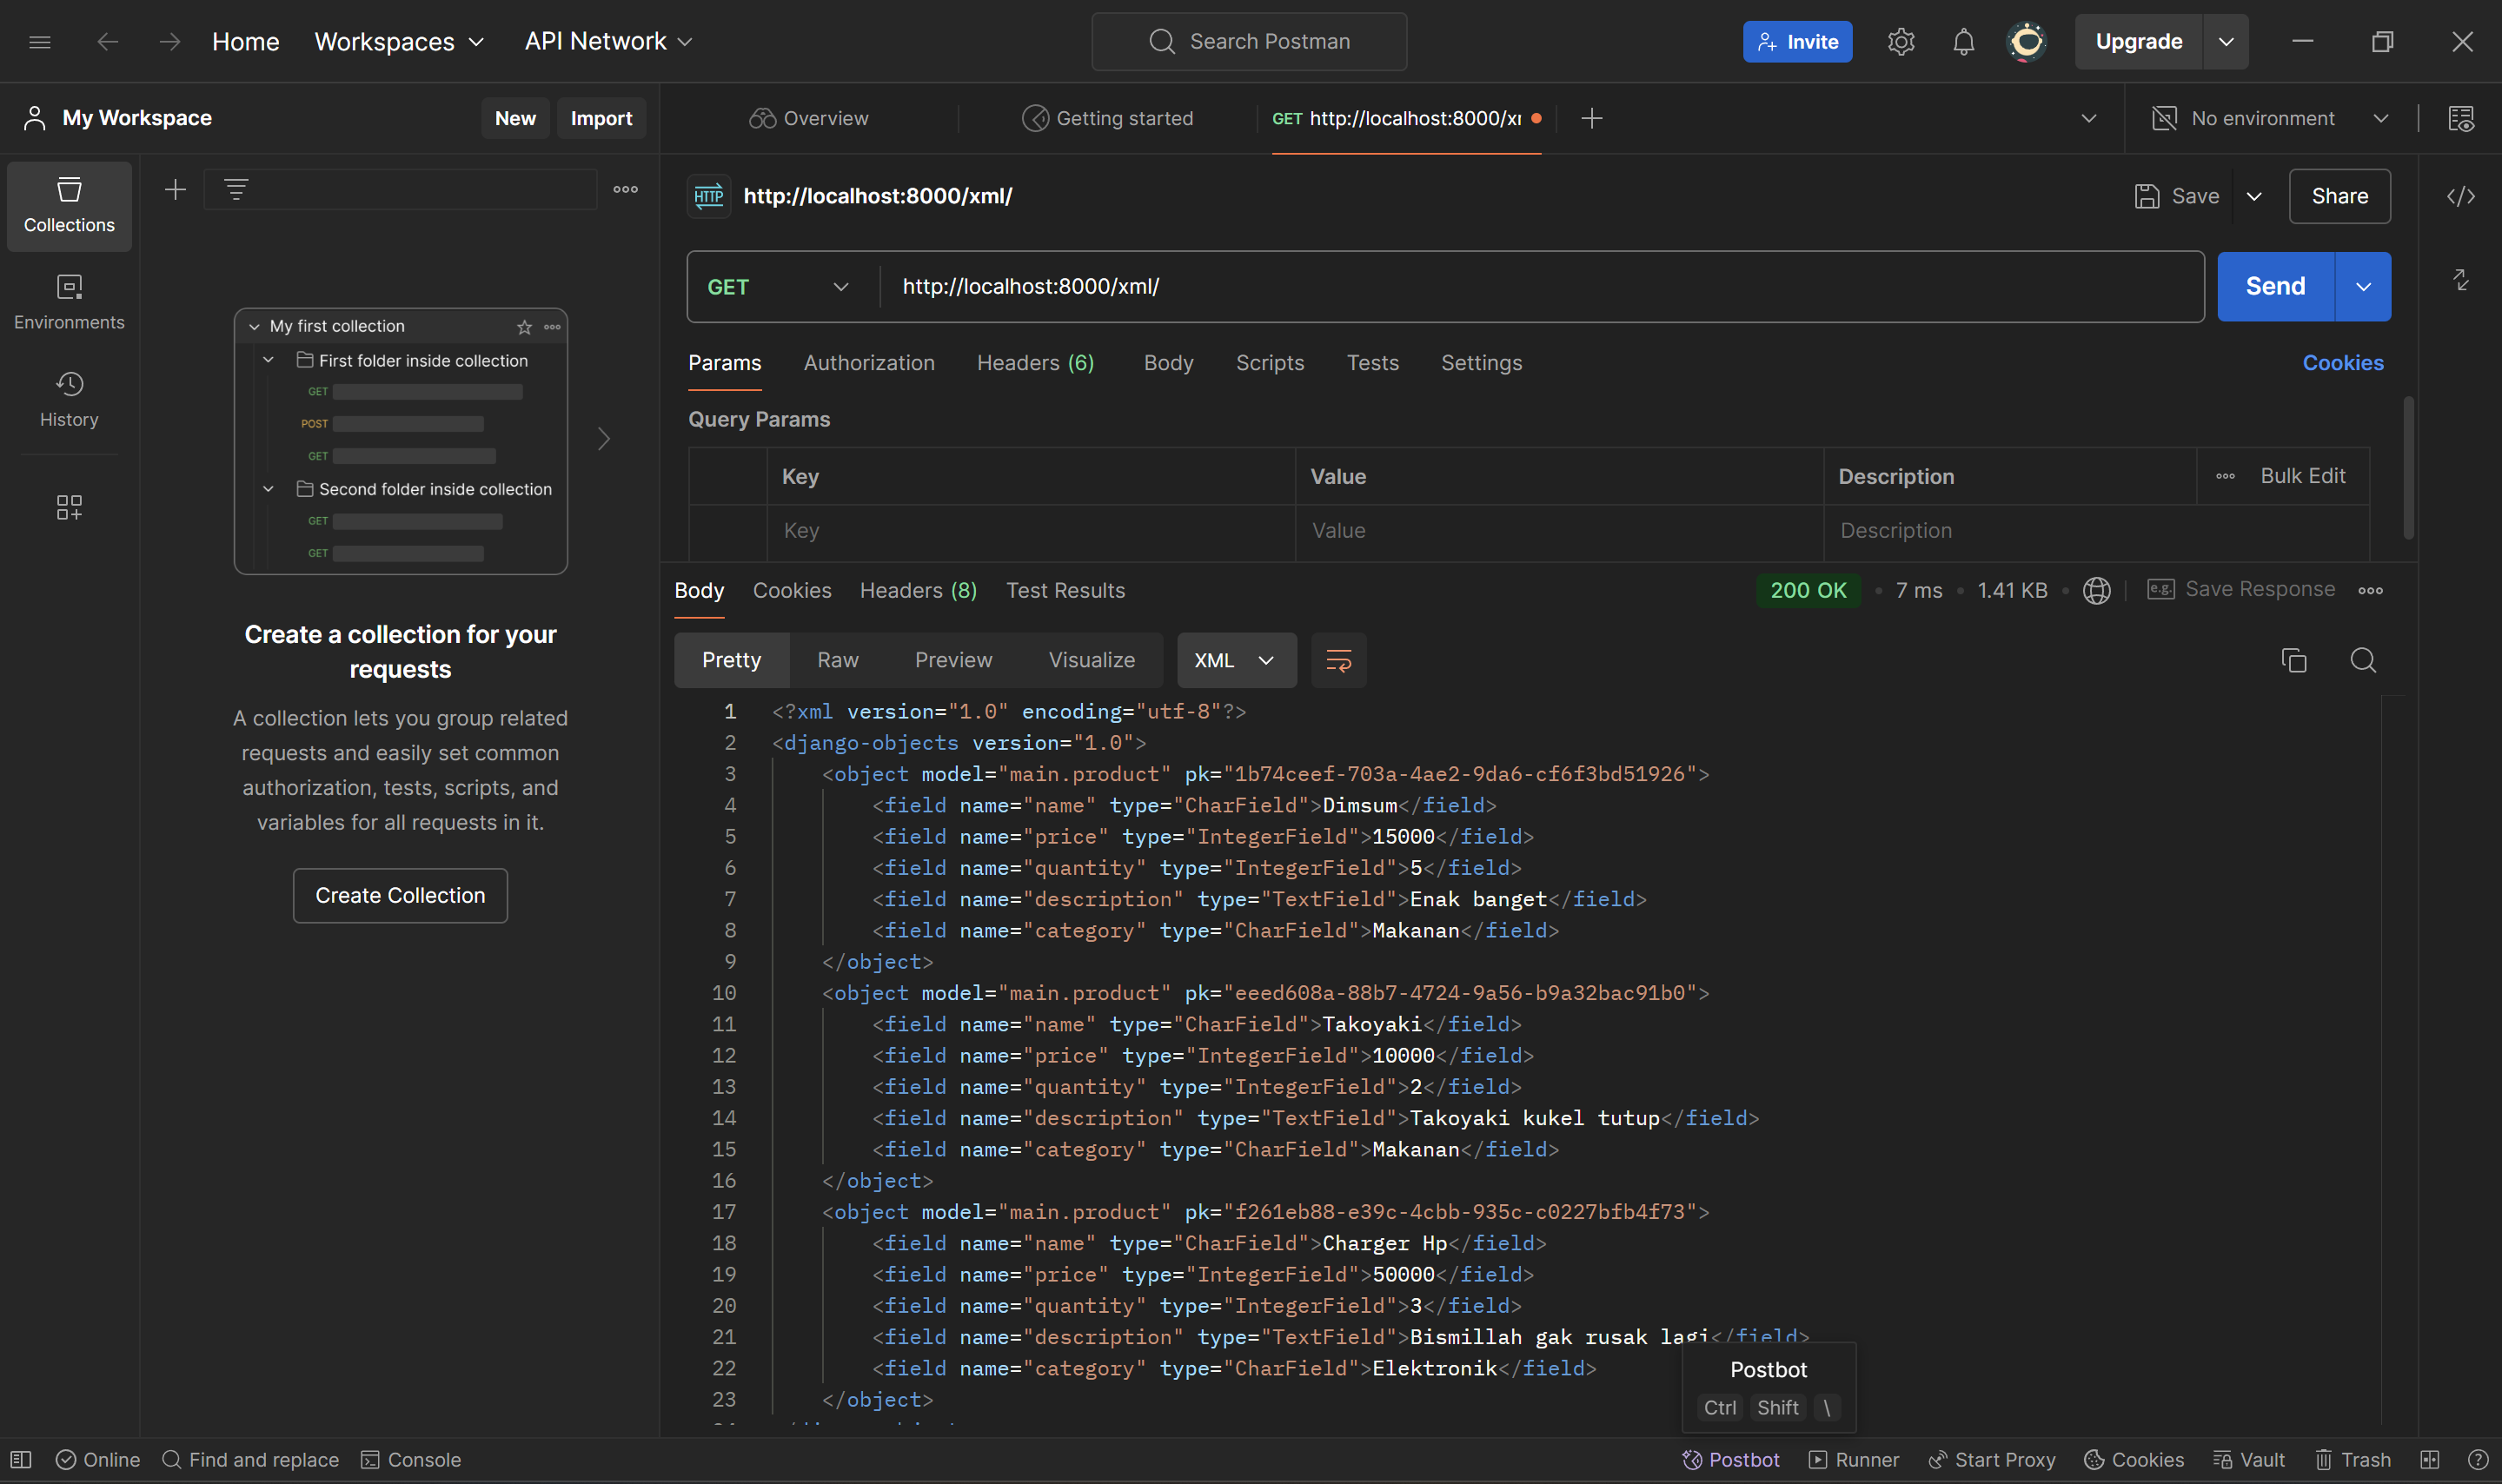 Home Workspaces API Network Search Postman Invite Upgrade
My Workspace New Import Overview Getting started GET http://localhost:8000/x No environment
Collections
Environments
History
My first collection
First folder inside collection
GET
POST
GET
Second folder inside collection
GET
GET
Create a collection for your
requests
A collection lets you group related
requests and easily set common
authorization, tests, scripts, and
variables for all requests in it.
Create Collection
HTTP http://localhost:8000/xml/ Save Share
GET http://localhost:8000/xml/ Send
Params Authorization Headers (6) Body Scripts Tests Settings Cookies
Query Params
Key Value Description Bulk Edit
Key Value Description
Body Cookies Headers (8) Test Results 200 OK • 7 ms • 1.41 KB • e.g. Save Response
Pretty Raw Preview Visualize XML
1 <?xml version="1.0" encoding="utf-8"?>
2 <django-objects version="1.0">
3 <object model="main.product" pk="1b74ceef-703a-4ae2-9da6-cf6f3bd51926">
4 <field name="name" type="CharField">Dimsum</field>
5 <field name="price" type="IntegerField">15000</field>
6 <field name="quantity" type="IntegerField">5</field>
7 <field name="description" type="TextField">Enak banget</field>
8 <field name="category" type="CharField">Makanan</field>
9 </object>
10 <object model="main.product" pk="eeed608a-88b7-4724-9a56-b9a32bac91b0">
11 <field name="name" type="CharField">Takoyaki</field>
12 <field name="price" type="IntegerField">10000</field>
13 <field name="quantity" type="IntegerField">2</field>
14 <field name="description" type="TextField">Takoyaki kukel tutup</field>
15 <field name="category" type="CharField">Makanan</field>
16 </object>
17 <object model="main.product" pk="f261eb88-e39c-4cbb-935c-c0227bfb4f73">
18 <field name="name" type="CharField">Charger Hp</field>
19 <field name="price" type="IntegerField">50000</field>
20 <field name="quantity" type="IntegerField">3</field>
21 <field name="description" type="TextField">Bismillah gak rusak lagi</field>
22 <field name="category" type="CharField">Elektronik</field>
23 </object>
Postbot
Ctrl Shift \
Online Find and replace Console Postbot Runner Start Proxy Cookies Vault Trash